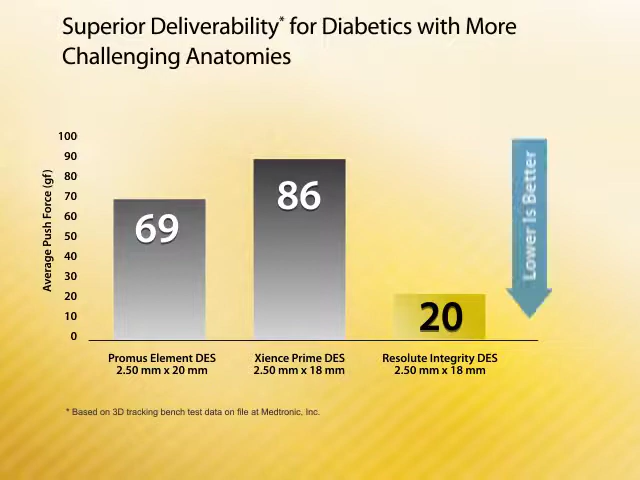 Superior Deliverability* for Diabetics with More
Challenging Anatomies
Average Push Force (gf)
100
90
80
70
60
50
40
30
20
10
0
69
86
20
Lower Is Better
Promus Element DES
2.50 mm x 20 mm
Xience Prime DES
2.50 mm x 18 mm
Resolute Integrity DES
2.50 mm x 18 mm
* Based on 3D tracking bench test data on file at Medtronic, Inc.